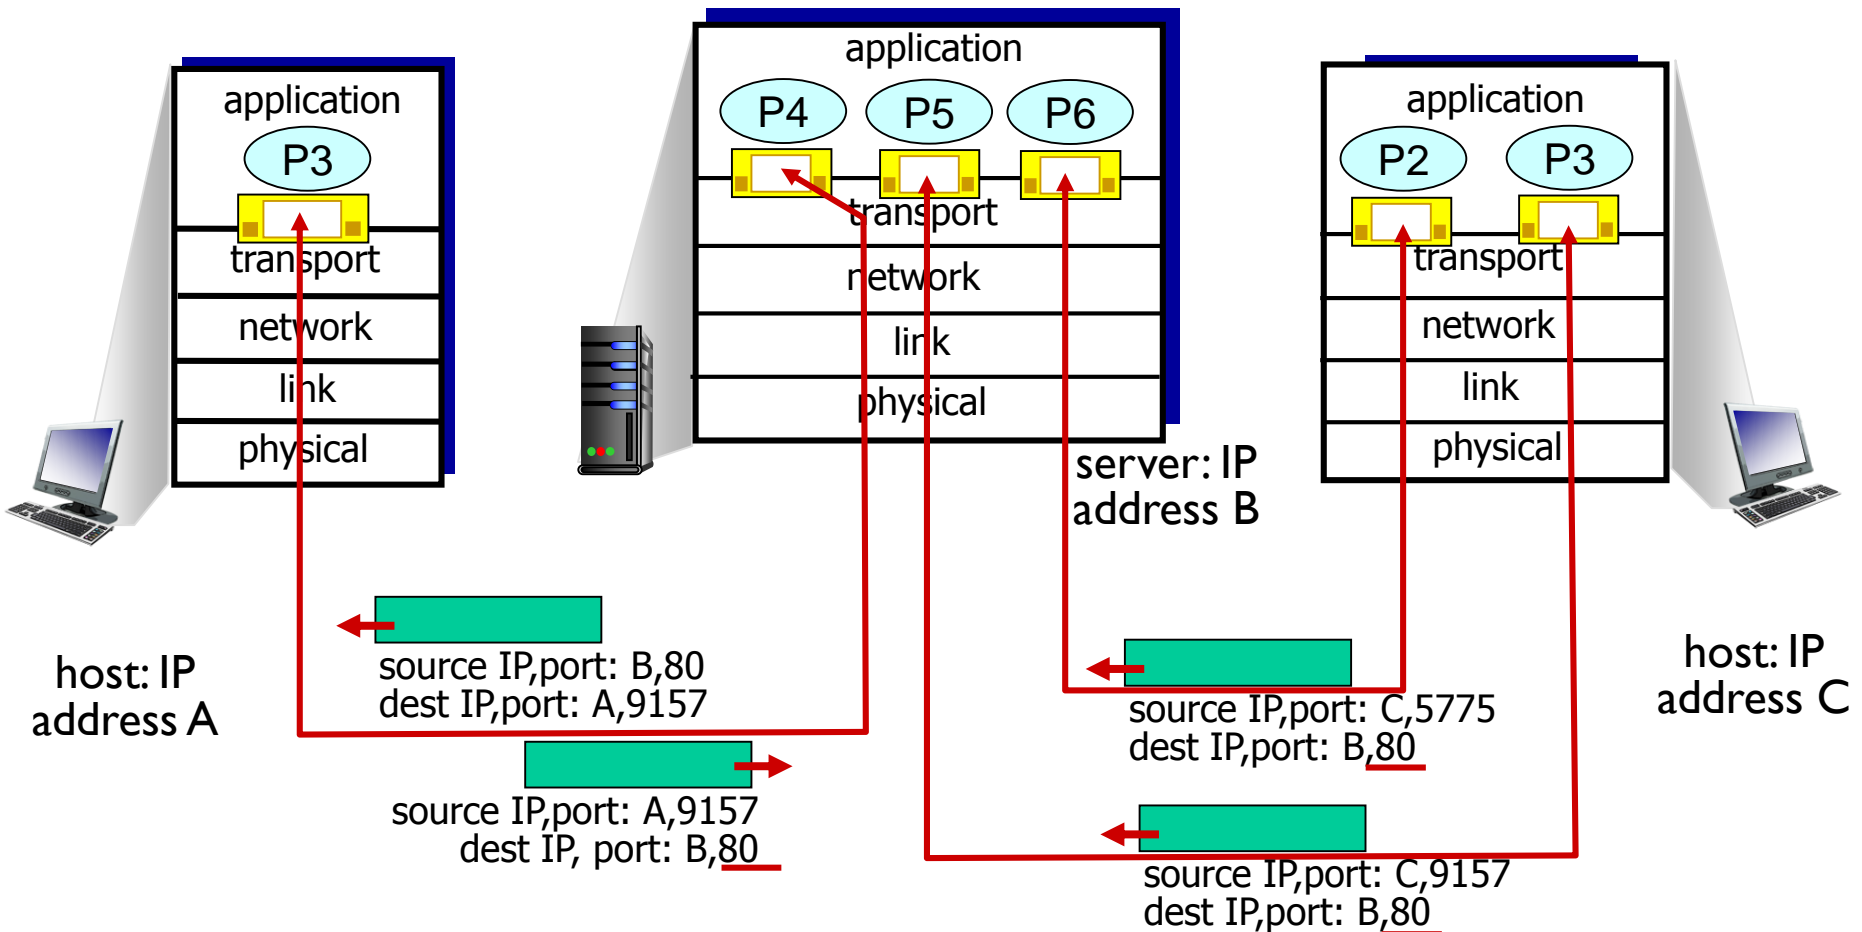 application
P3
transport
network
link
physical
host: IP
address A
application
P4 P5 P6
transport
network
link
physical
server: IP
address B
application
P2 P3
transport
network
link
physical
host: IP
address C
source IP,port: B,80
dest IP,port: A,9157
source IP,port: A,9157
dest IP, port: B,80
source IP,port: C,5775
dest IP,port: B,80
source IP,port: C,9157
dest IP,port: B,80